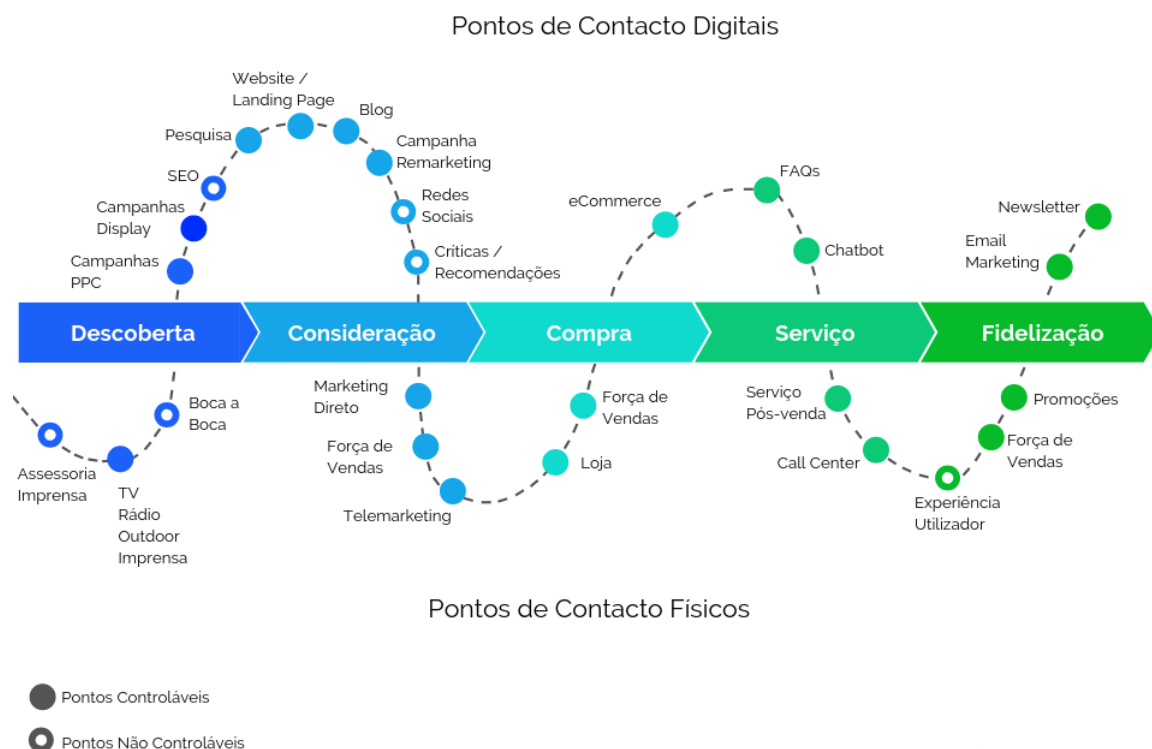 Pontos de Contacto Digitais
Website /
Landing Page
Blog
Pesquisa
Campanha
Remarketing
SEO
Redes
Sociais
Campanhas
Display
Críticas /
Recomendações
Campanhas
PPC
eCommerce
FAQs
Chatbot
Newsletter
Email
Marketing
Descoberta
Consideração
Compra
Serviço
Fidelização
Assessoria
Imprensa
TV
Rádio
Outdoor
Imprensa
Boca a
Boca
Marketing
Direto
Força de
Vendas
Telemarketing
Loja
Força de
Vendas
Serviço
Pós-venda
Call Center
Experiência
Utilizador
Força de
Vendas
Promoções
Pontos de Contacto Físicos
Pontos Controláveis
Pontos Não Controláveis